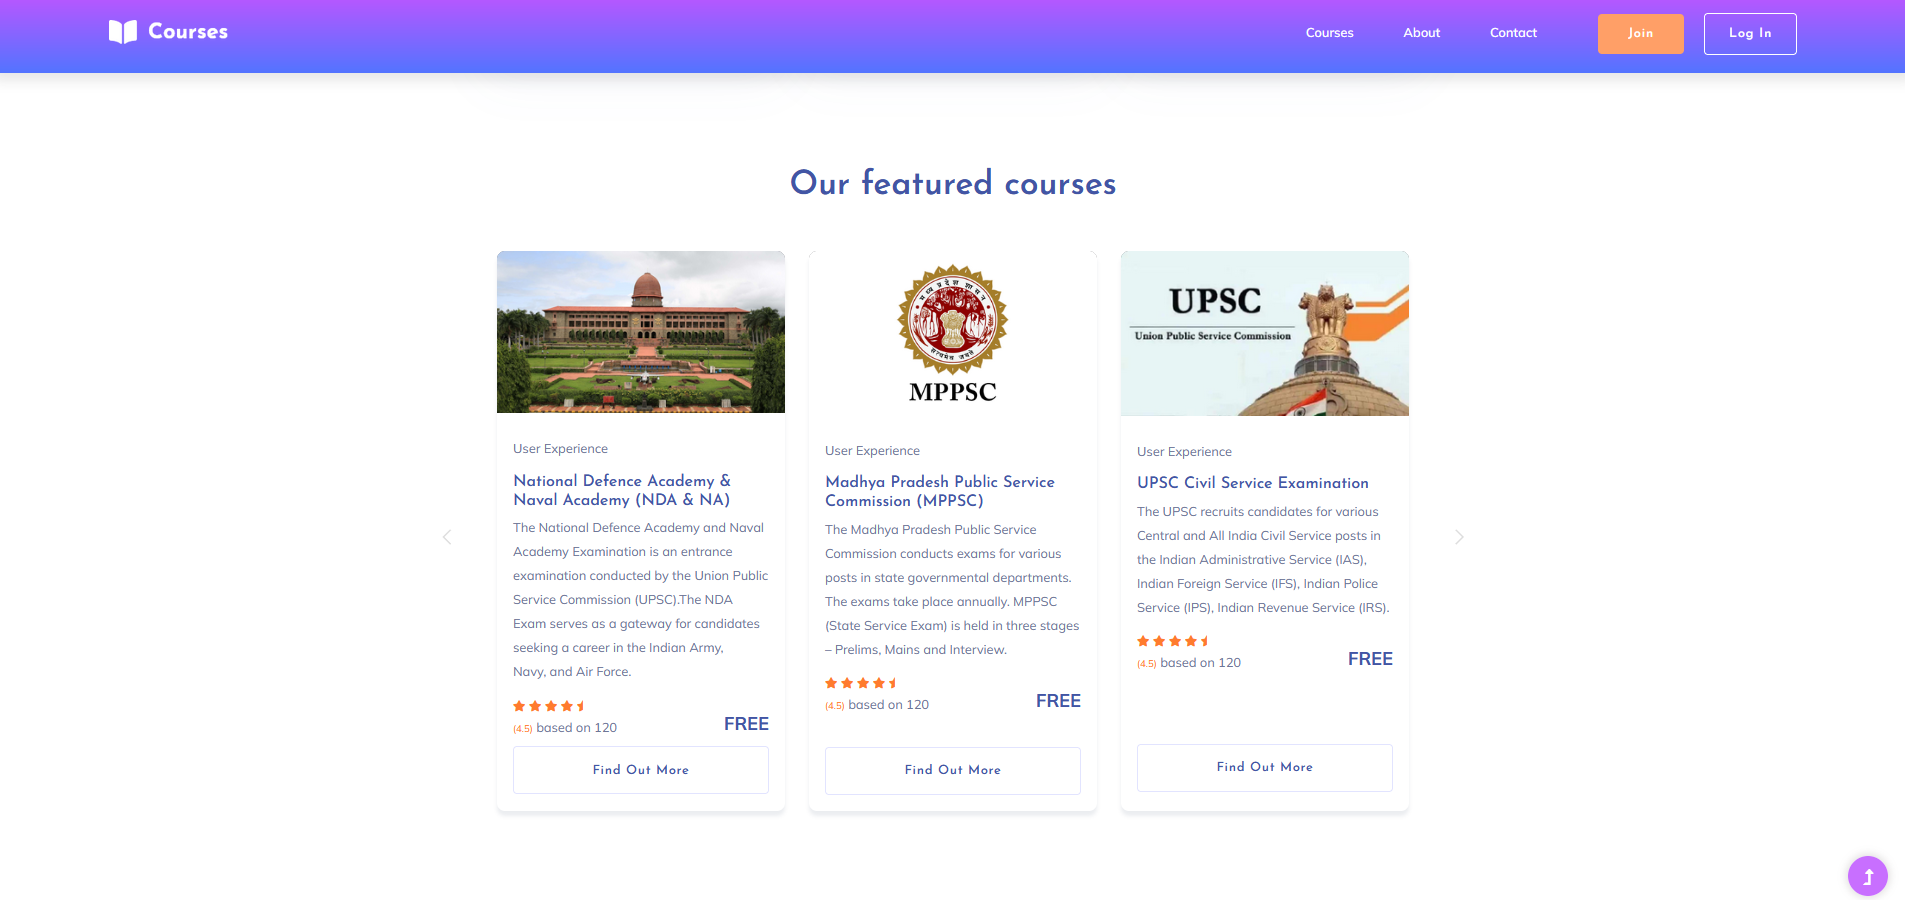 Courses
Courses
About
Contact
Join
Log In
Our featured courses
User Experience
National Defence Academy &
Naval Academy (NDA & NA)
The National Defence Academy and Naval
Academy Examination is an entrance
examination conducted by the Union Public
Service Commission (UPSC).The NDA
Exam serves as a gateway for candidates
seeking a career in the Indian Army,
Navy, and Air Force.
(4.5) based on 120
FREE
Find Out More
मध्य प्रदेश शासन
सत्यमेव जयते
MPPSC
User Experience
Madhya Pradesh Public Service
Commission (MPPSC)
The Madhya Pradesh Public Service
Commission conducts exams for various
posts in state governmental departments.
The exams take place annually. MPPSC
(State Service Exam) is held in three stages
– Prelims, Mains and Interview.
(4.5) based on 120
FREE
Find Out More
UPSC
Union Public Service Commission
User Experience
UPSC Civil Service Examination
The UPSC recruits candidates for various
Central and All India Civil Service posts in
the Indian Administrative Service (IAS),
Indian Foreign Service (IFS), Indian Police
Service (IPS), Indian Revenue Service (IRS).
(4.5) based on 120
FREE
Find Out More